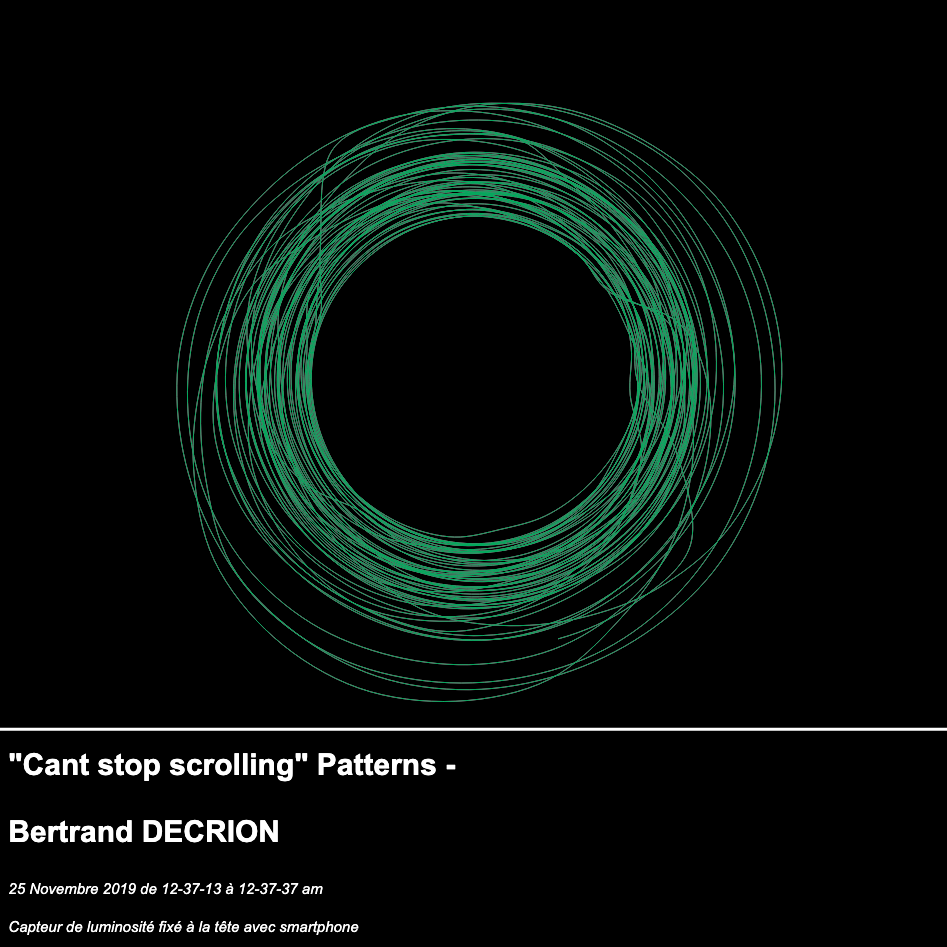 "Cant stop scrolling" Patterns -
Bertrand DECRION
25 Novembre 2019 de 12-37-13 à 12-37-37 am
Capteur de luminosité fixé à la tête avec smartphone